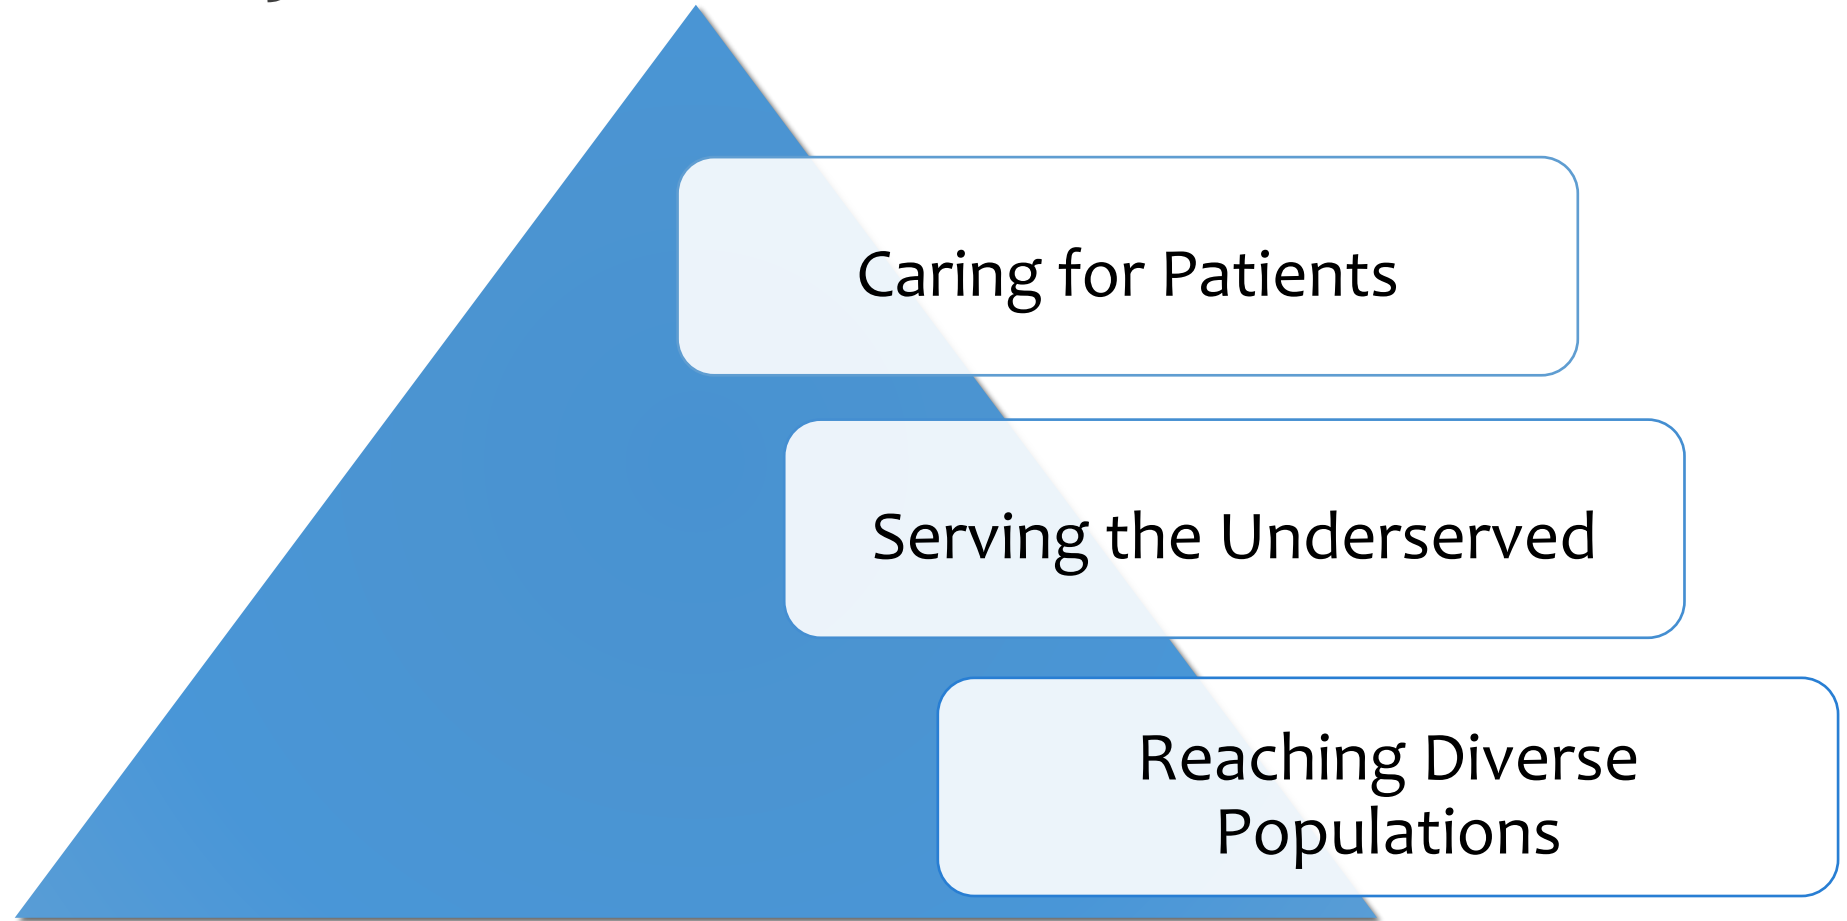 Caring for Patients
Serving the Underserved
Reaching Diverse
Populations